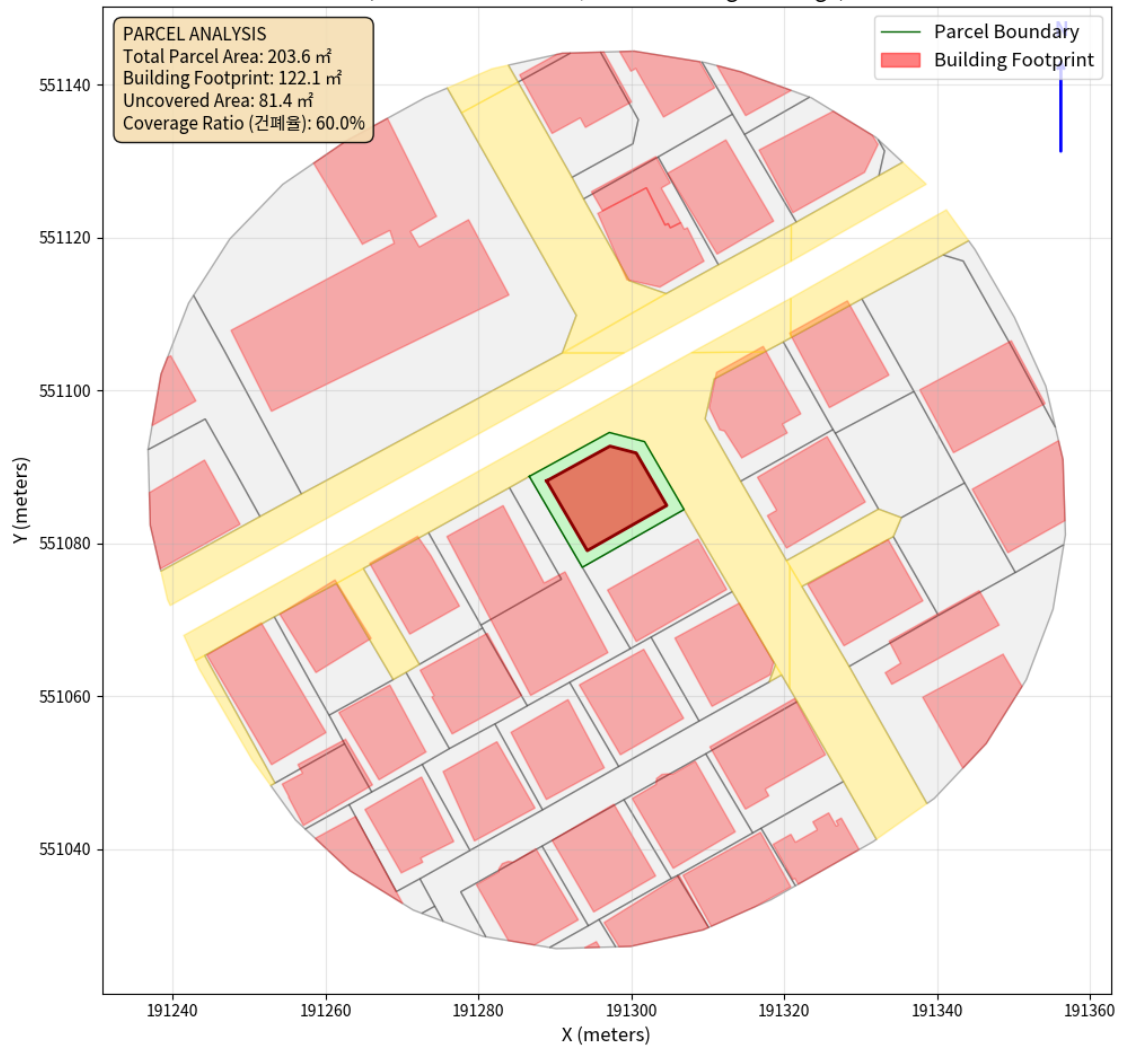 PARCEL ANALYSIS
Total Parcel Area: 203.6 ㎡
Building Footprint: 122.1 ㎡
Uncovered Area: 81.4 ㎡
Coverage Ratio (건폐율): 60.0%
Parcel Boundary
Building Footprint
N
551140
551120
551100
551080
551060
551040
Y (meters)
191240 191260 191280 191300 191320 191340 191360
X (meters)